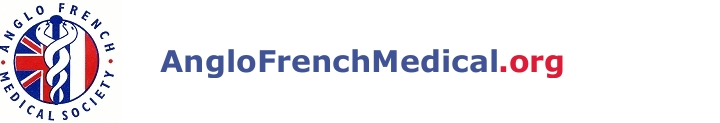 · ANGLO FRENCH ·
MEDICAL SOCIETY
AngloFrenchMedical.org